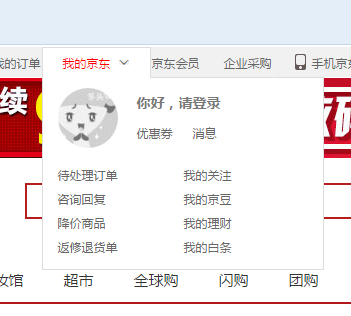 我的订单 我的京东 京东会员 企业采购 手机京东
续
你好，请登录
优惠券 消息
待处理订单 我的关注
咨询回复 我的京豆
降价商品 我的理财
返修退货单 我的白条
妆馆 超市 全球购 闪购 团购